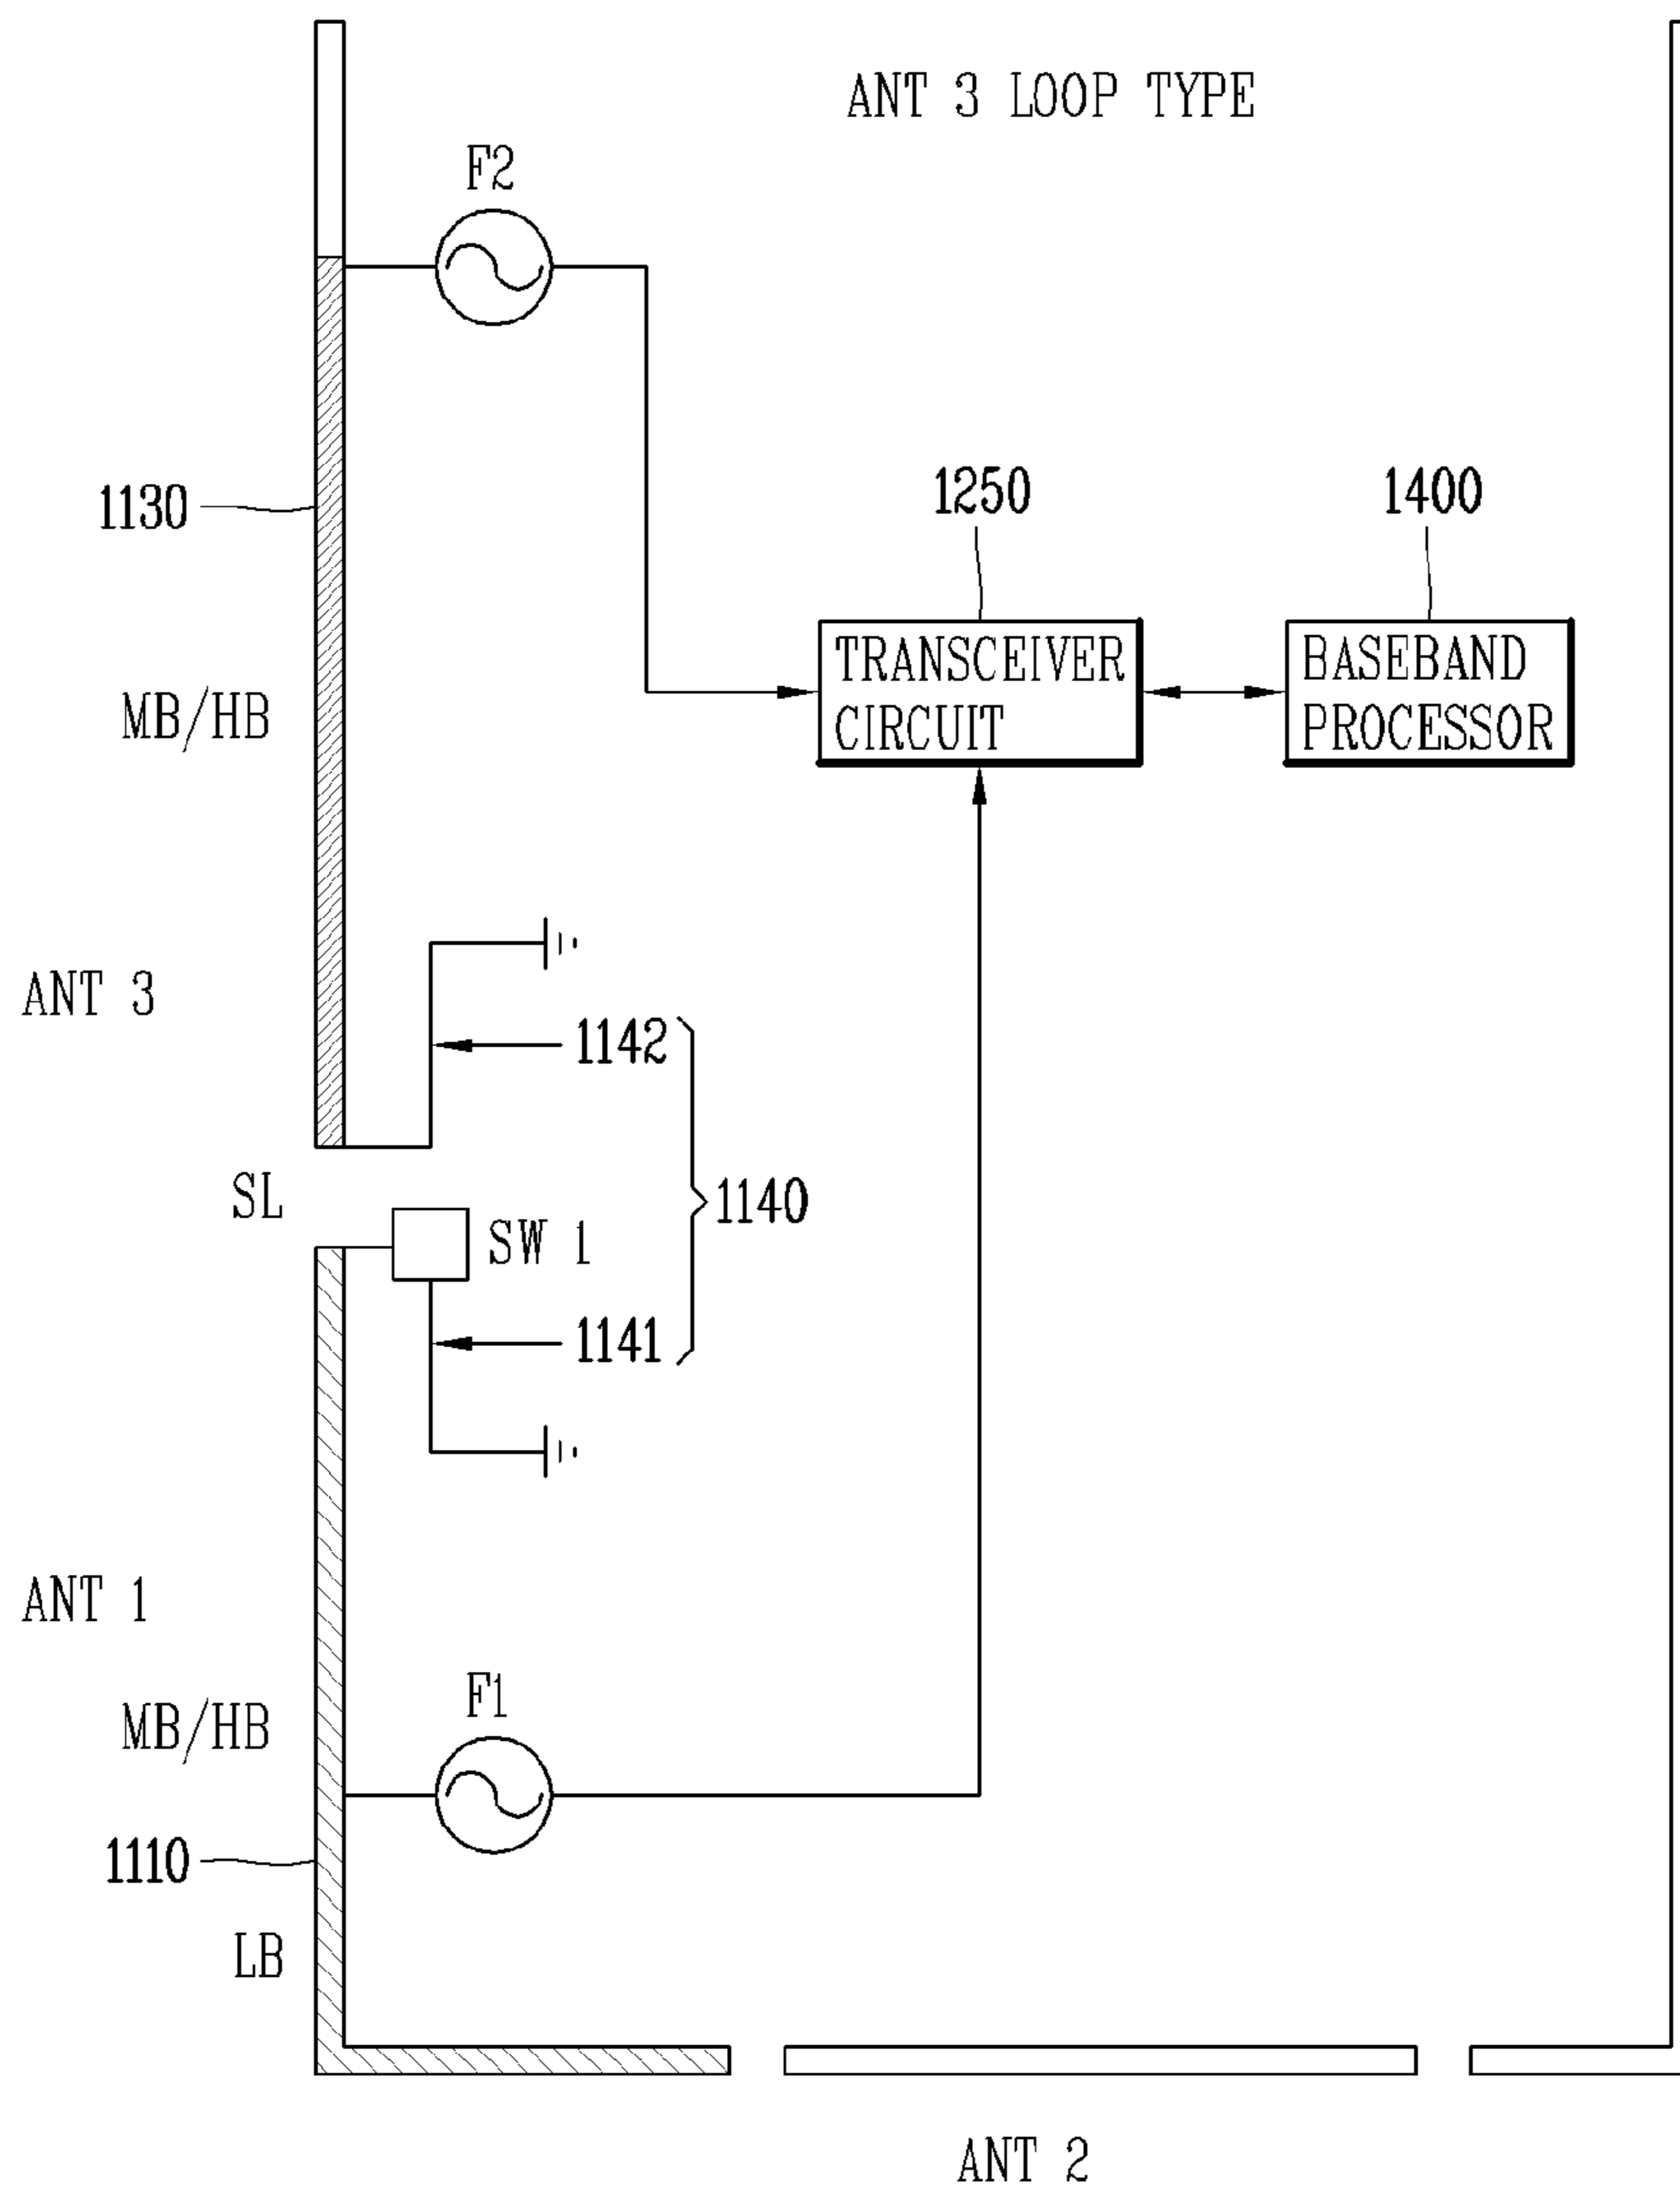 ANT 3 LOOP TYPE
F2
1130
1250
1400
TRANSCEIVER
CIRCUIT
BASEBAND
PROCESSOR
MB/HB
ANT 3
1142
SL
SW 1
1140
1141
ANT 1
F1
MB/HB
1110
LB
ANT 2